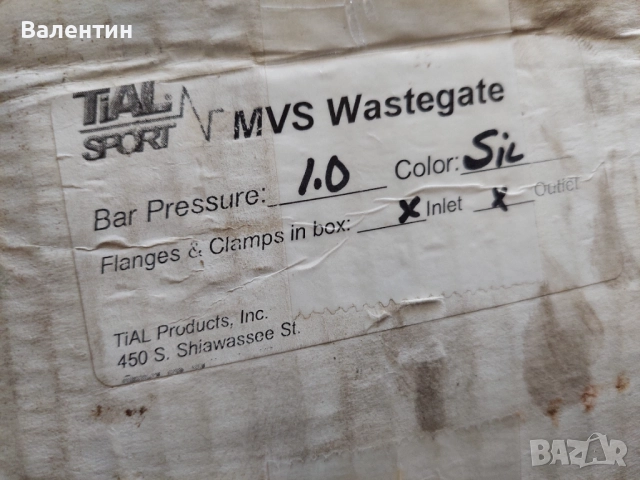 Валентин
TiAL SPORT MVS Wastegate
Bar Pressure: 1.0 Color: Sil
Flanges & Clamps in box: X Inlet X Outlet
TiAL Products, Inc.
450 S. Shiawassee St.
BAZAR